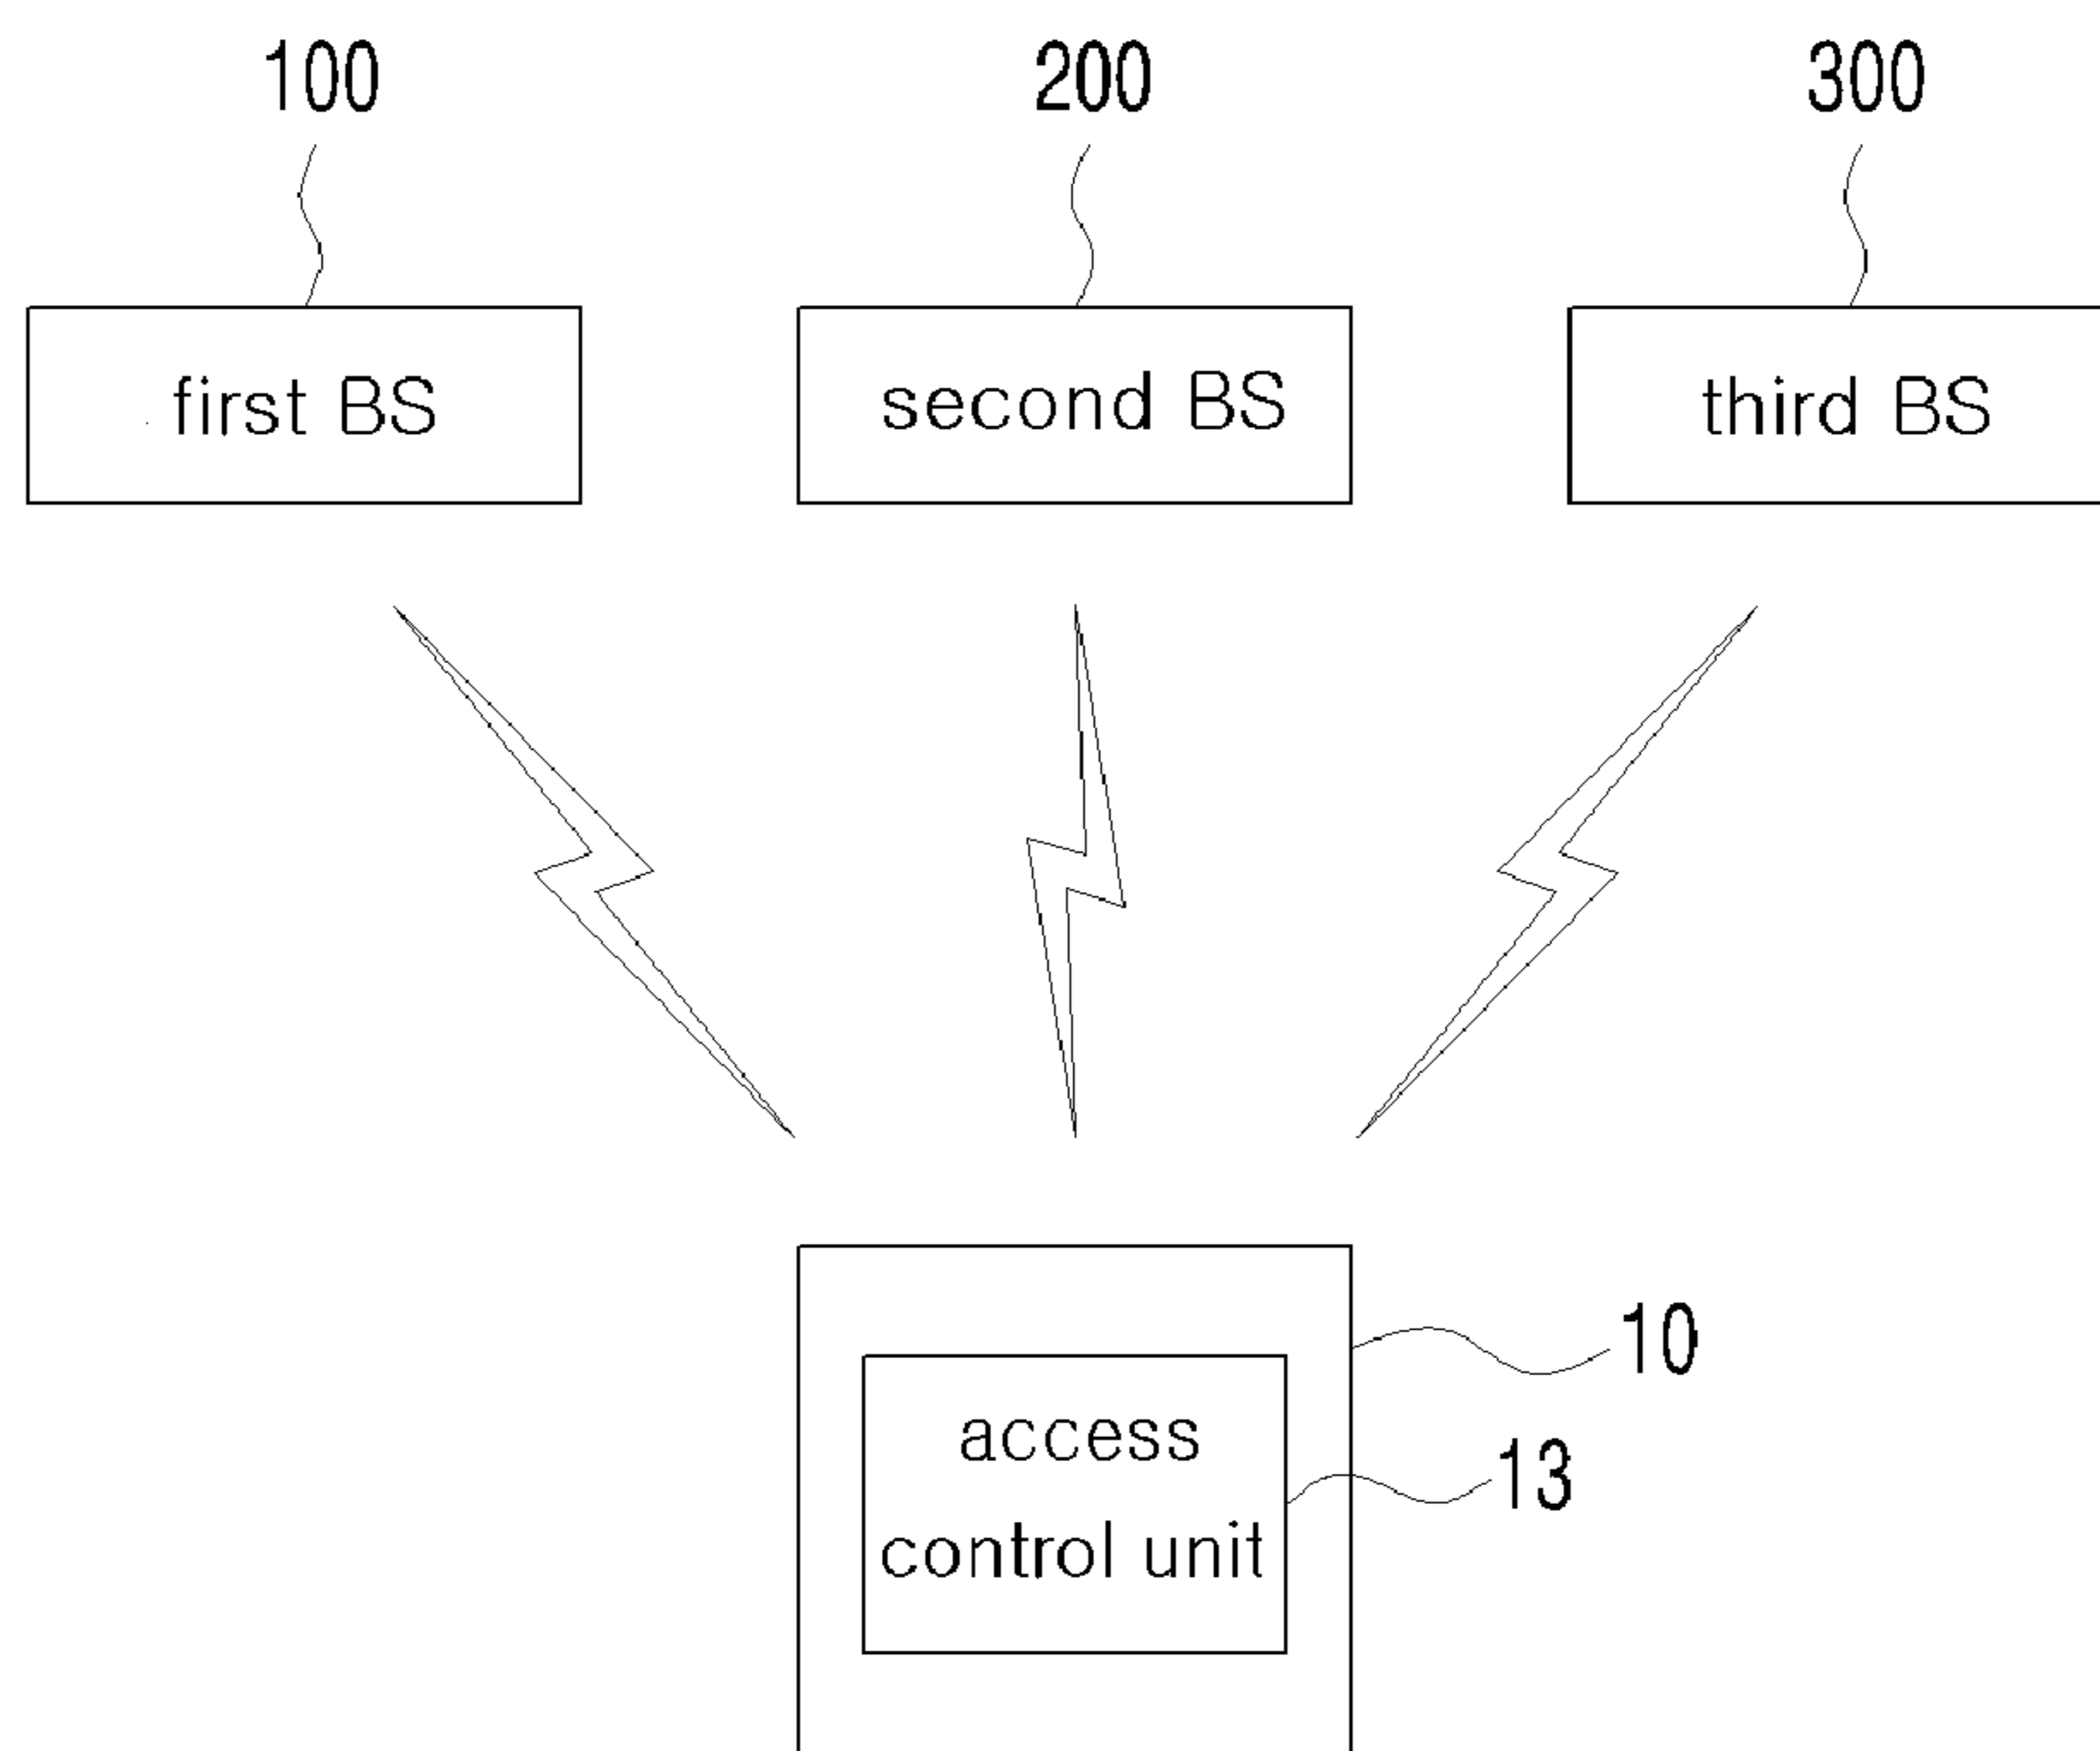 100
200
300
first BS
second BS
third BS
10
access
13
control unit